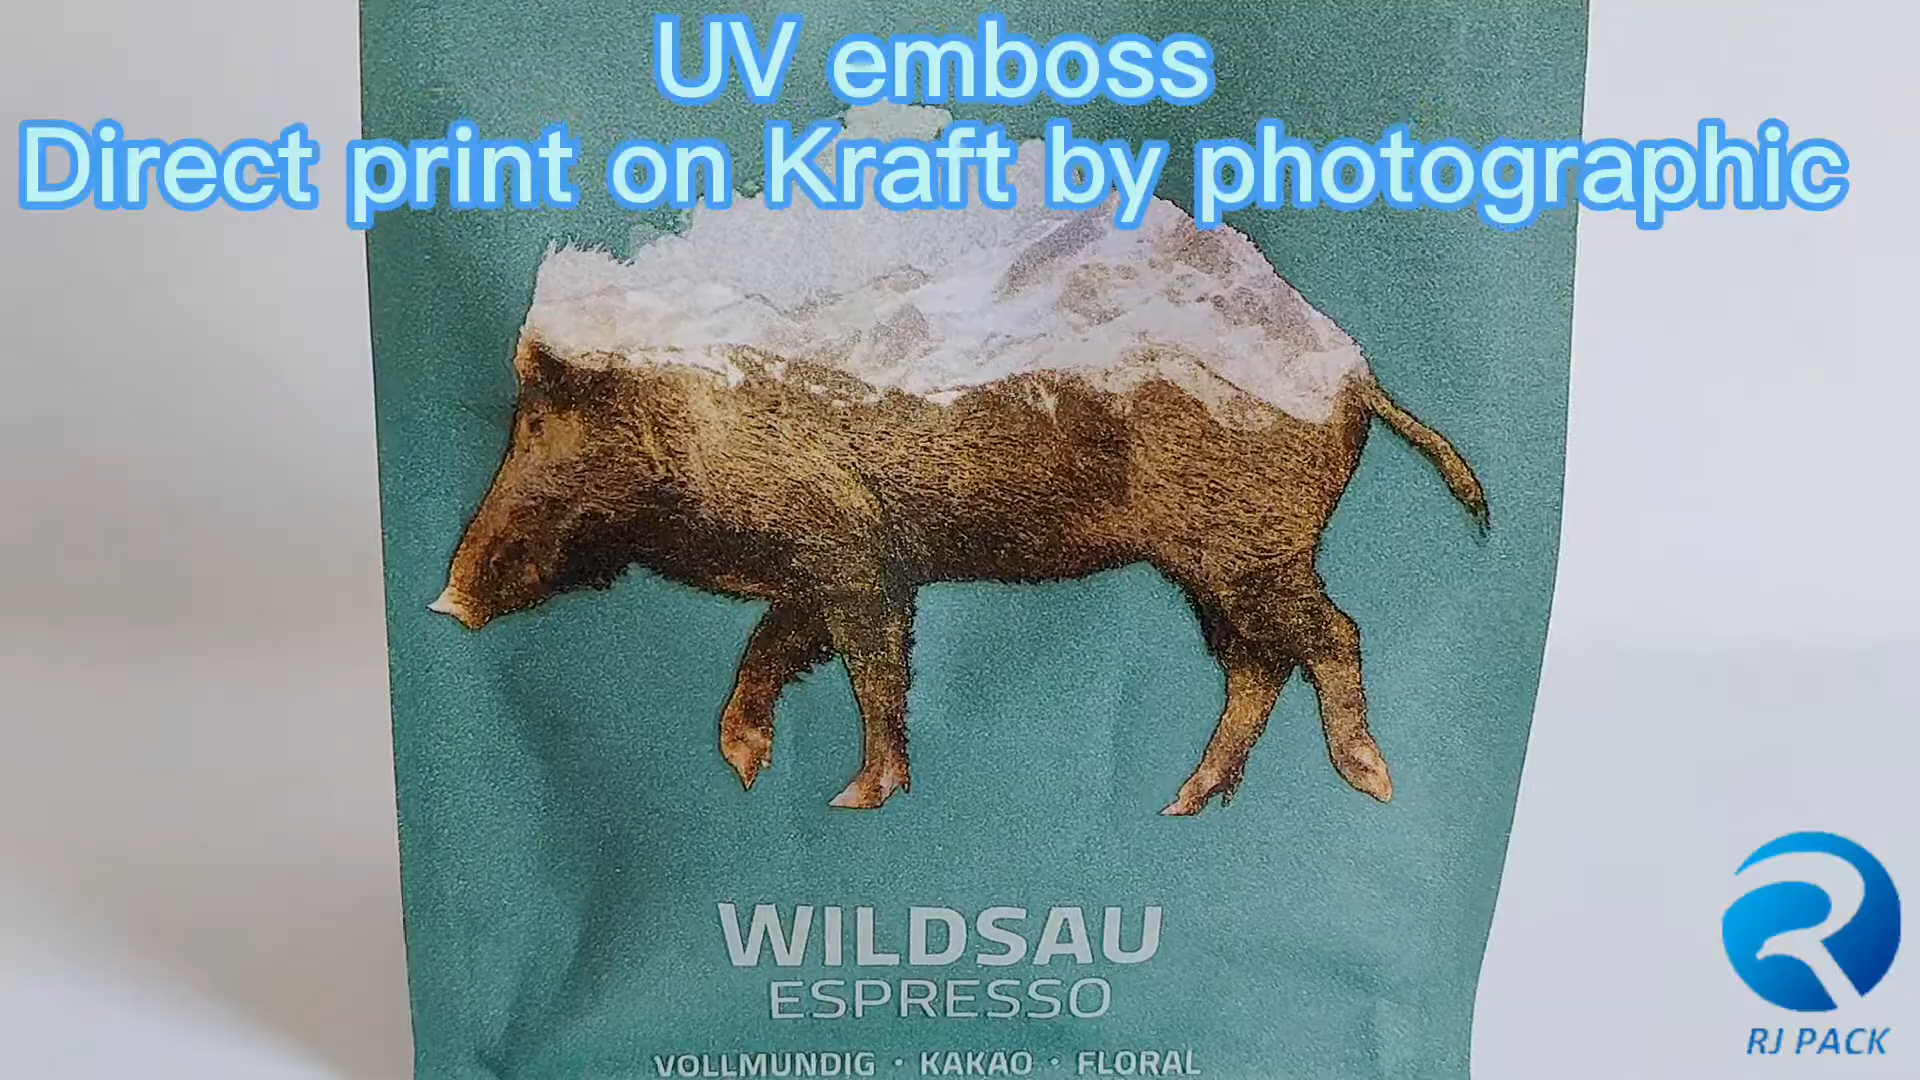 UV emboss
Direct print on Kraft by photographic
WILDSAU
ESPRESSO
VOLLMUNDIG • KAKAO • FLORAL
RJ PACK